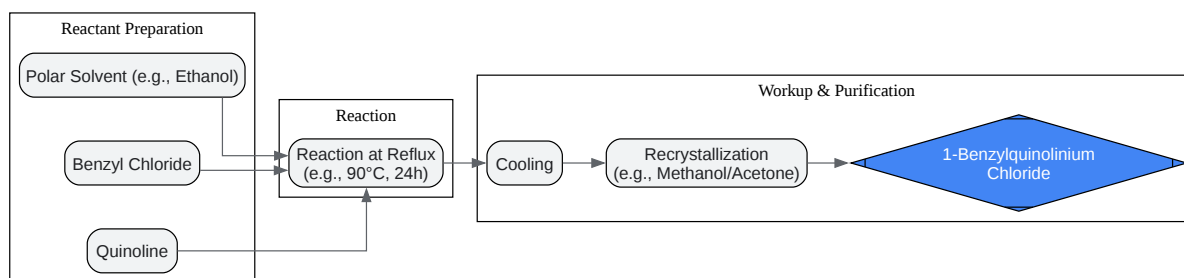 Reactant Preparation
Polar Solvent (e.g., Ethanol)
Benzyl Chloride
Quinoline
Reaction
Reaction at Reflux
(e.g., 90°C, 24h)
Workup & Purification
Cooling
Recrystallization
(e.g., Methanol/Acetone)
1-Benzylquinolinium
Chloride